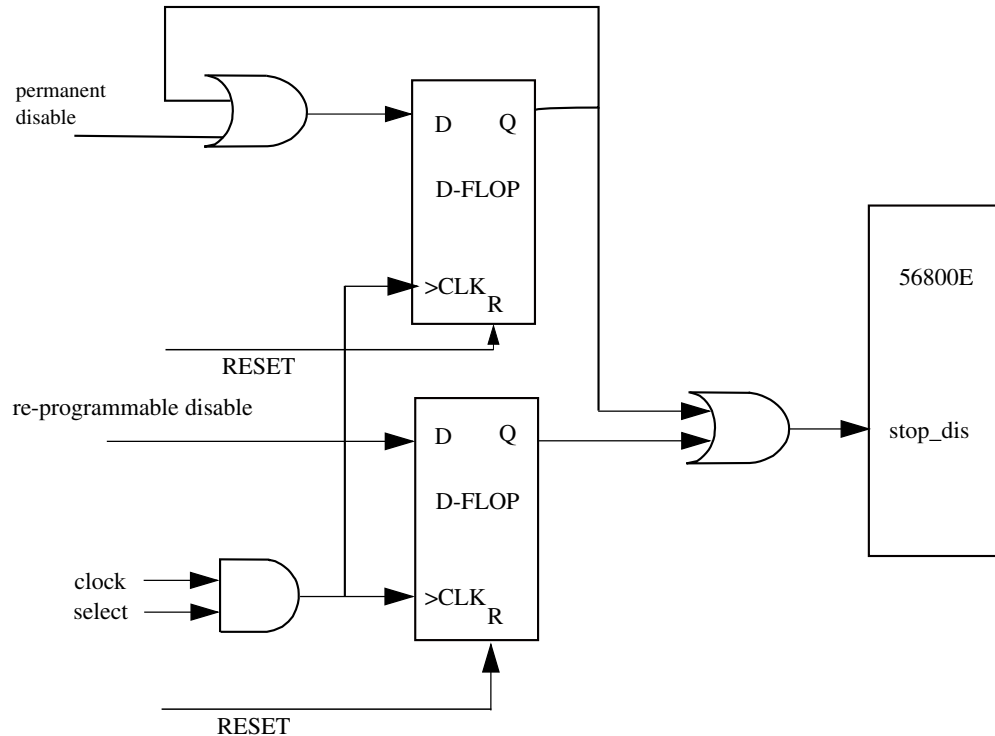 permanent
disable
D Q
D-FLOP
>CLK
R
RESET
56800E
stop_dis
re-programmable disable
D Q
D-FLOP
>CLK
R
clock
select
RESET